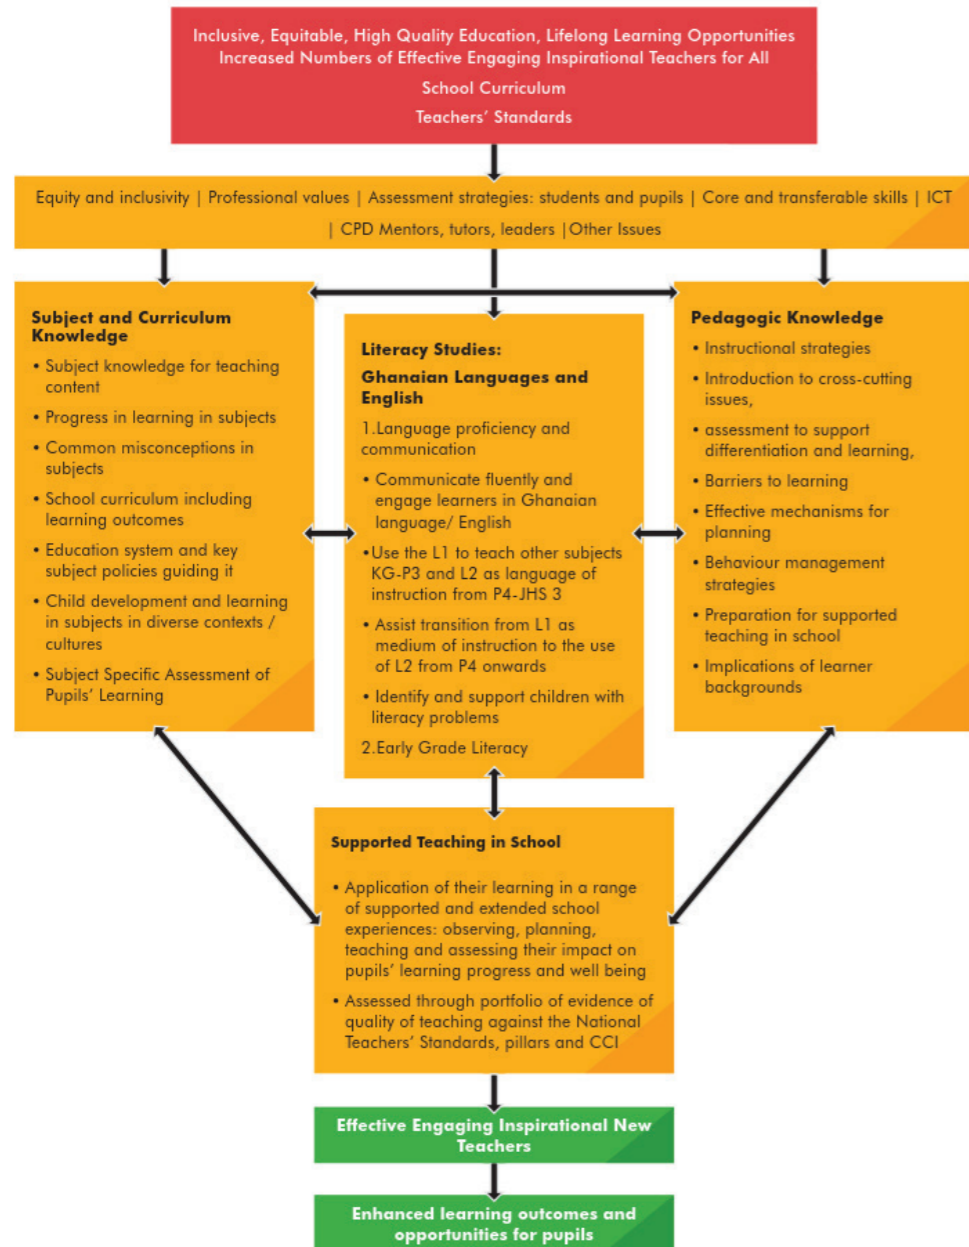 Inclusive, Equitable, High Quality Education, Lifelong Learning Opportunities
Increased Numbers of Effective Engaging Inspirational Teachers for All
School Curriculum
Teachers' Standards
Equity and inclusivity | Professional values | Assessment strategies: students and pupils | Core and transferable skills | ICT
| CPD Mentors, tutors, leaders |Other Issues
Subject and Curriculum
Knowledge
• Subject knowledge for teaching
content
• Progress in learning in subjects
• Common misconceptions in
subjects
• School curriculum including
learning outcomes
• Education system and key
subject policies guiding it
• Child development and learning
in subjects in diverse contexts /
cultures
• Subject Specific Assessment of
Pupils' Learning
Literacy Studies:
Ghanaian Languages and
English
1.Language proficiency and
communication
• Communicate fluently and
engage learners in Ghanaian
language/ English
•Use the L1 to teach other subjects
KG-P3 and L2 as language of
instruction from P4-JHS 3
• Assist transition from L1 as
medium of instruction to the use
of L2 from P4 onwards
• Identify and support children with
literacy problems
2.Early Grade Literacy
Pedagogic Knowledge
• Instructional strategies
• Introduction to cross-cutting
issues,
• assessment to support
differentiation and learning,
• Barriers to learning
• Effective mechanisms for
planning
• Behaviour management
strategies
• Preparation for supported
teaching in school
• Implications of learner
backgrounds
Supported Teaching in School
• Application of their learning in a range
of supported and extended school
experiences: observing, planning,
teaching and assessing their impact on
pupils' learning progress and well being
• Assessed through portfolio of evidence of
quality of teaching against the National
Teachers' Standards, pillars and CCI
Effective Engaging Inspirational New
Teachers
Enhanced learning outcomes and
opportunities for pupils